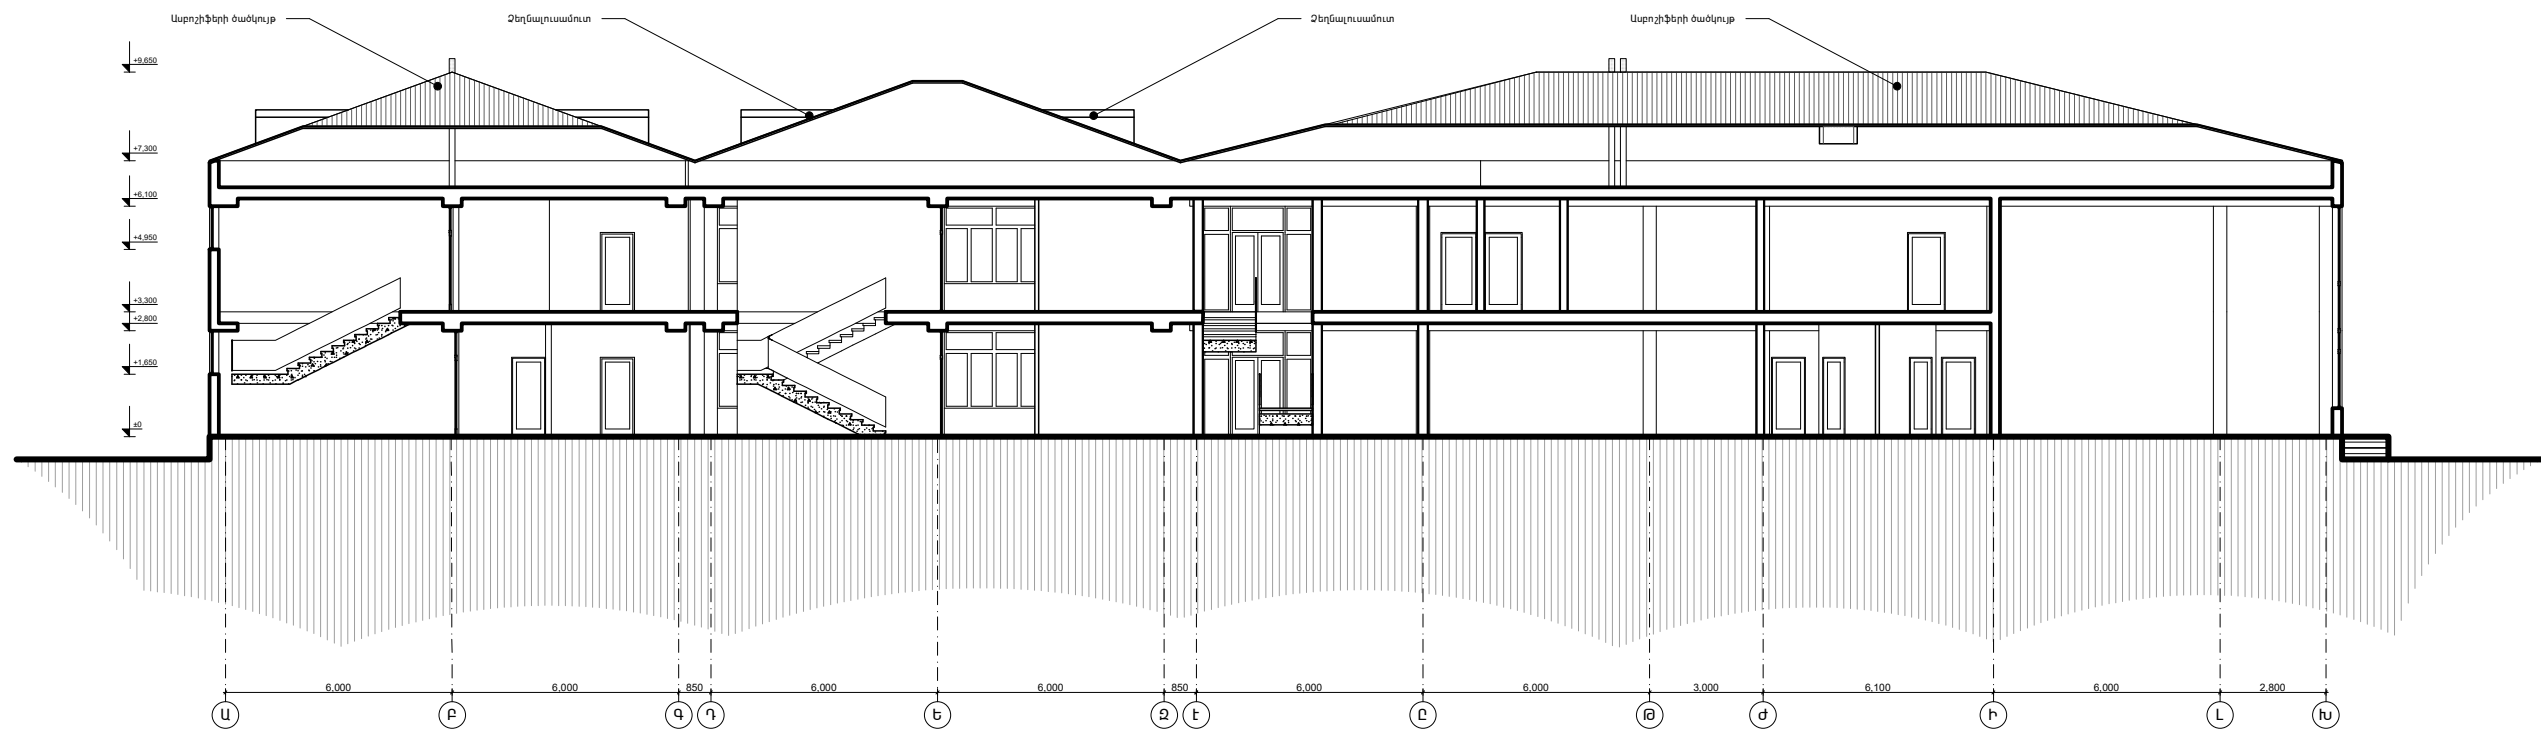 Ասբոշիֆերի ծածկույթ
Ձեղնալուսամուտ
Ձեղնալուսամուտ
Ասբոշիֆերի ծածկույթ
+9,650
+7,300
+6,100
+4,950
+3,300
+2,800
+1,650
±0
6,000 6,000 850 6,000 6,000 850 6,000 6,000 3,000 6,100 6,000 2,800
Ա Բ Գ Դ Ե Զ Է Ը Թ Ժ Ի Լ Խ